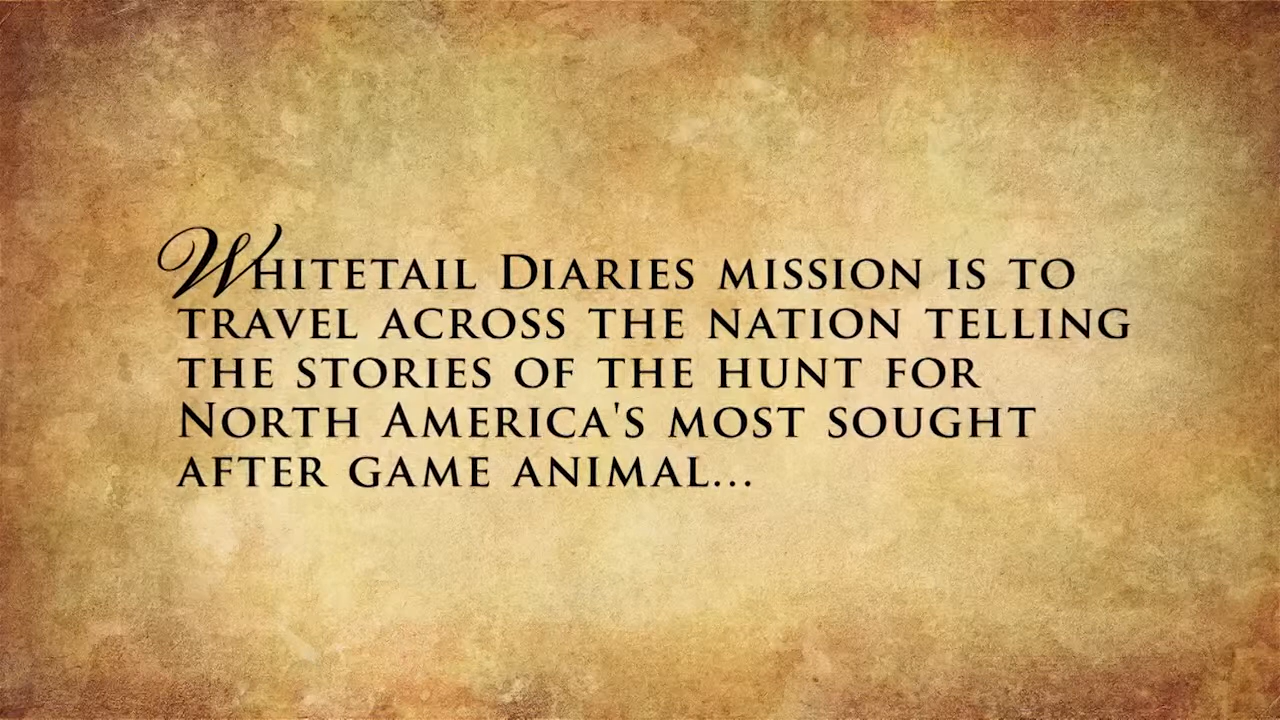 Whitetail Diaries mission is to
travel across the nation telling
the stories of the hunt for
North America's most sought
after game animal...